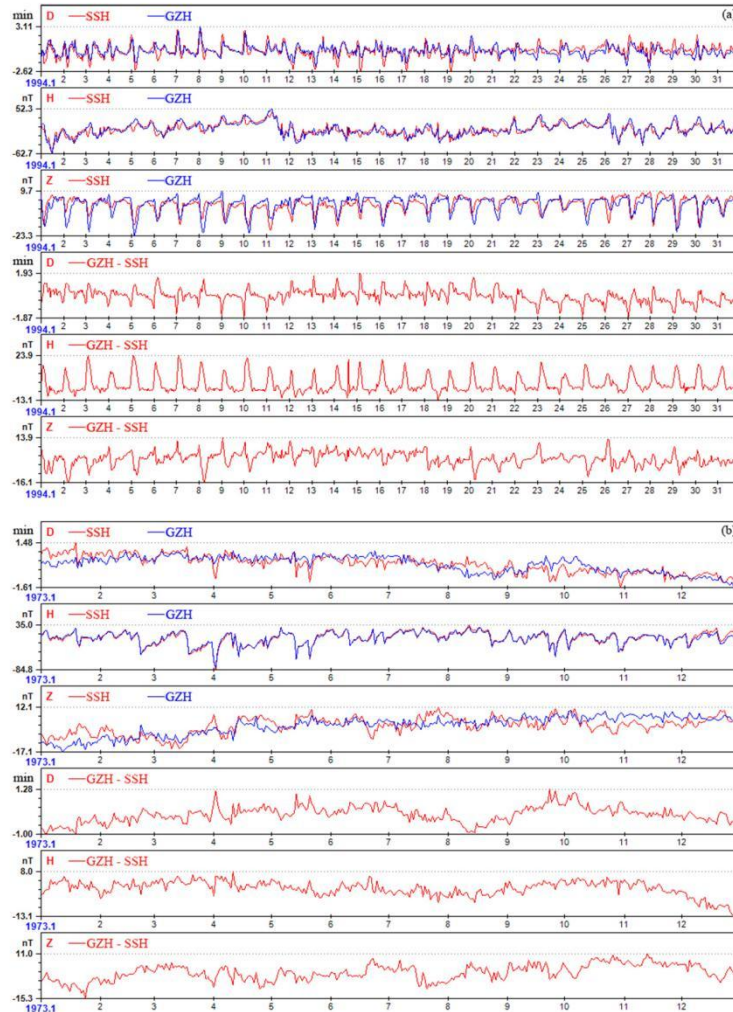 min D — SSH — GZH (a)
3.11
-2.62
2 3 4 5 6 7 8 9 10 11 12 13 14 15 16 17 18 19 20 21 22 23 24 25 26 27 28 29 30 31
1994.1
nT H — SSH — GZH
52.3
-62.7
2 3 4 5 6 7 8 9 10 11 12 13 14 15 16 17 18 19 20 21 22 23 24 25 26 27 28 29 30 31
1994.1
nT Z — SSH — GZH
9.7
-23.3
2 3 4 5 6 7 8 9 10 11 12 13 14 15 16 17 18 19 20 21 22 23 24 25 26 27 28 29 30 31
1994.1
min D — GZH - SSH
1.93
-1.87
2 3 4 5 6 7 8 9 10 11 12 13 14 15 16 17 18 19 20 21 22 23 24 25 26 27 28 29 30 31
1994.1
nT H — GZH - SSH
23.9
-13.1
2 3 4 5 6 7 8 9 10 11 12 13 14 15 16 17 18 19 20 21 22 23 24 25 26 27 28 29 30 31
1994.1
nT Z — GZH - SSH
13.9
-16.1
2 3 4 5 6 7 8 9 10 11 12 13 14 15 16 17 18 19 20 21 22 23 24 25 26 27 28 29 30 31
1994.1
min D — SSH — GZH (b)
1.48
-1.61
2 3 4 5 6 7 8 9 10 11 12
1973.1
nT H — SSH — GZH
35.0
-84.8
2 3 4 5 6 7 8 9 10 11 12
1973.1
nT Z — SSH — GZH
12.1
-17.1
2 3 4 5 6 7 8 9 10 11 12
1973.1
min D — GZH - SSH
1.28
-1.00
2 3 4 5 6 7 8 9 10 11 12
1973.1
nT H — GZH - SSH
8.0
-13.1
2 3 4 5 6 7 8 9 10 11 12
1973.1
nT Z — GZH - SSH
11.0
-15.3
2 3 4 5 6 7 8 9 10 11 12
1973.1